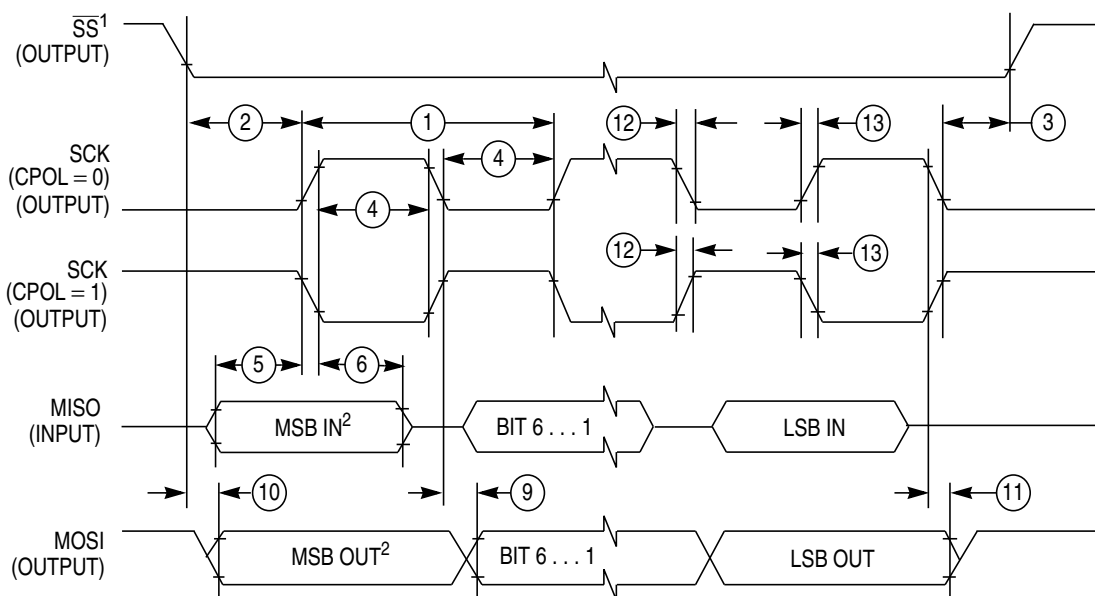 S̅S̅¹
(OUTPUT)
2
1
12
13
3
SCK
(CPOL = 0)
(OUTPUT)
4
4
SCK
(CPOL = 1)
(OUTPUT)
12
13
5
6
MISO
(INPUT)
MSB IN²
BIT 6 . . . 1
LSB IN
10
9
11
MOSI
(OUTPUT)
MSB OUT²
BIT 6 . . . 1
LSB OUT